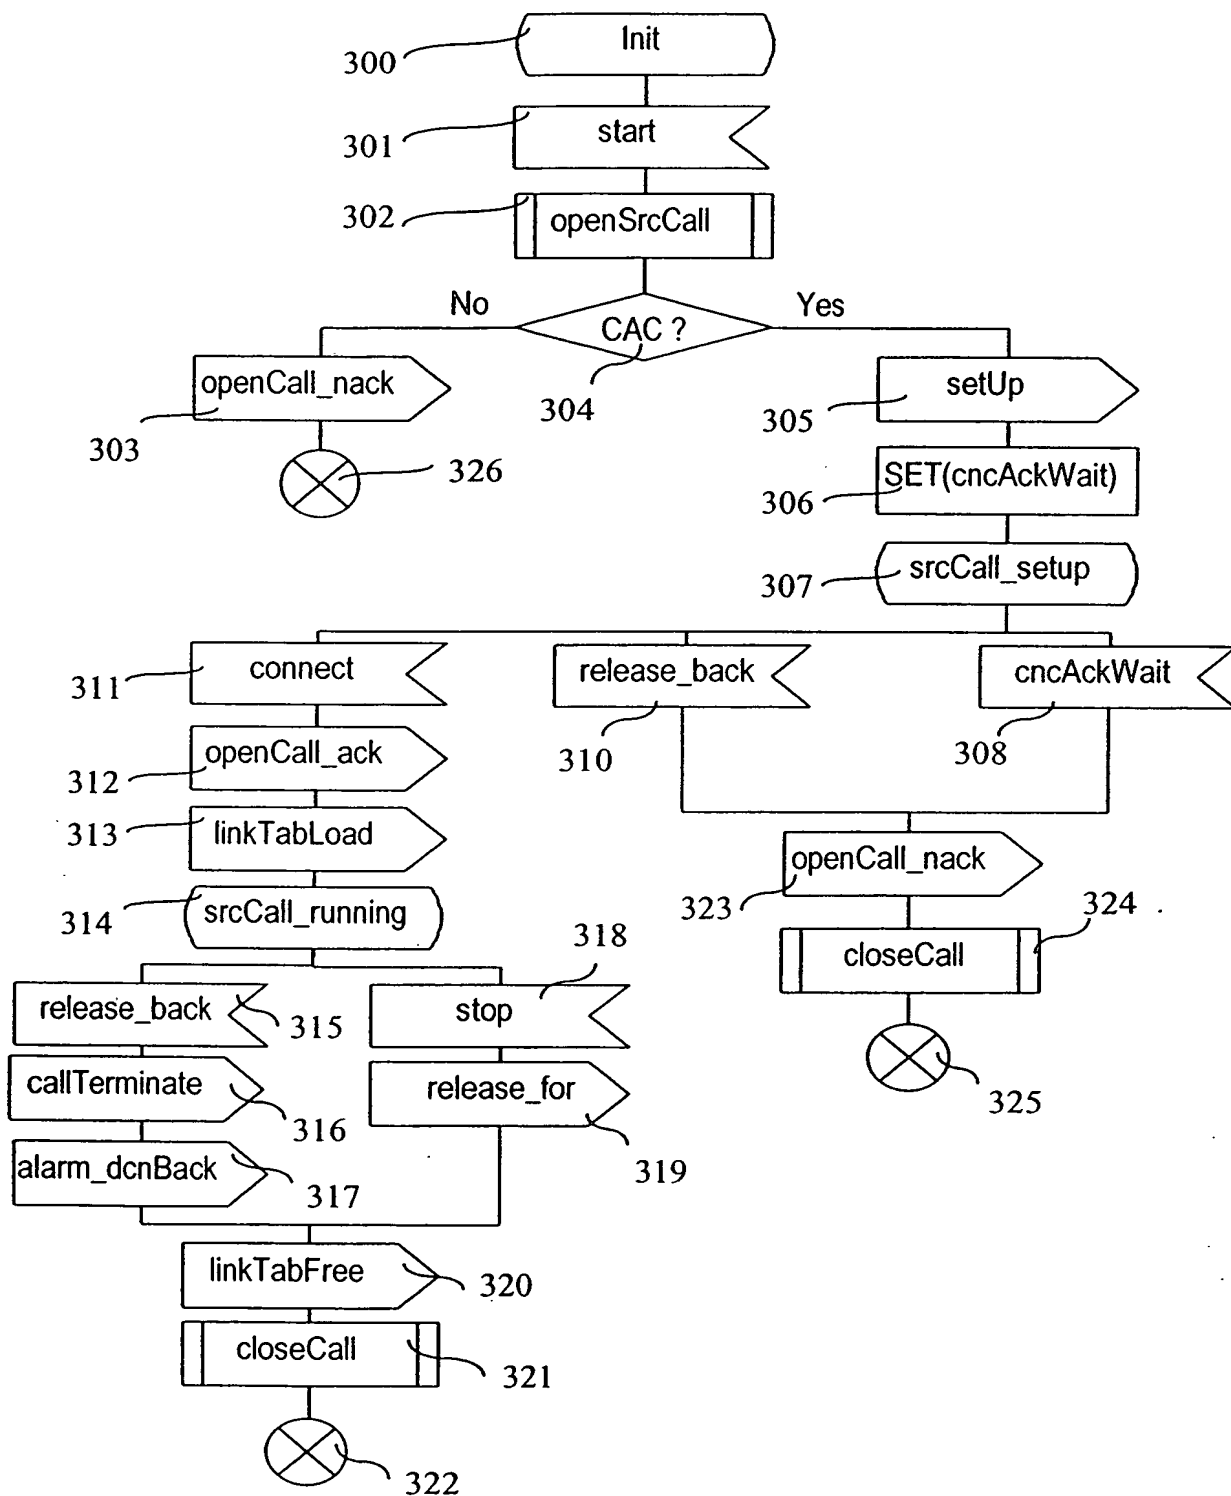 Init
300
start
301
302
openSrcCall
No
Yes
CAC ?
304
openCall_nack
303
326
setUp
305
SET(cncAckWait)
306
srcCall_setup
307
connect
311
release_back
310
cncAckWait
308
openCall_ack
312
313
linkTabLoad
openCall_nack
323
324
srcCall_running
314
closeCall
318
release_back
315
stop
325
callTerminate
316
release_for
319
alarm_dcnBack
317
linkTabFree
320
closeCall
321
322